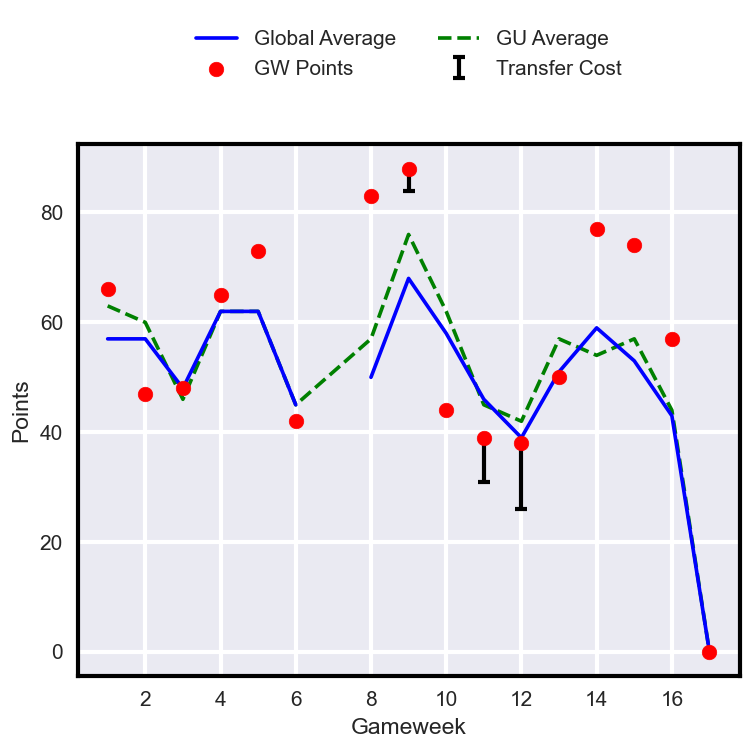 Global Average
GU Average
GW Points
Transfer Cost
80
60
40
20
0
Points
2 4 6 8 10 12 14 16
Gameweek